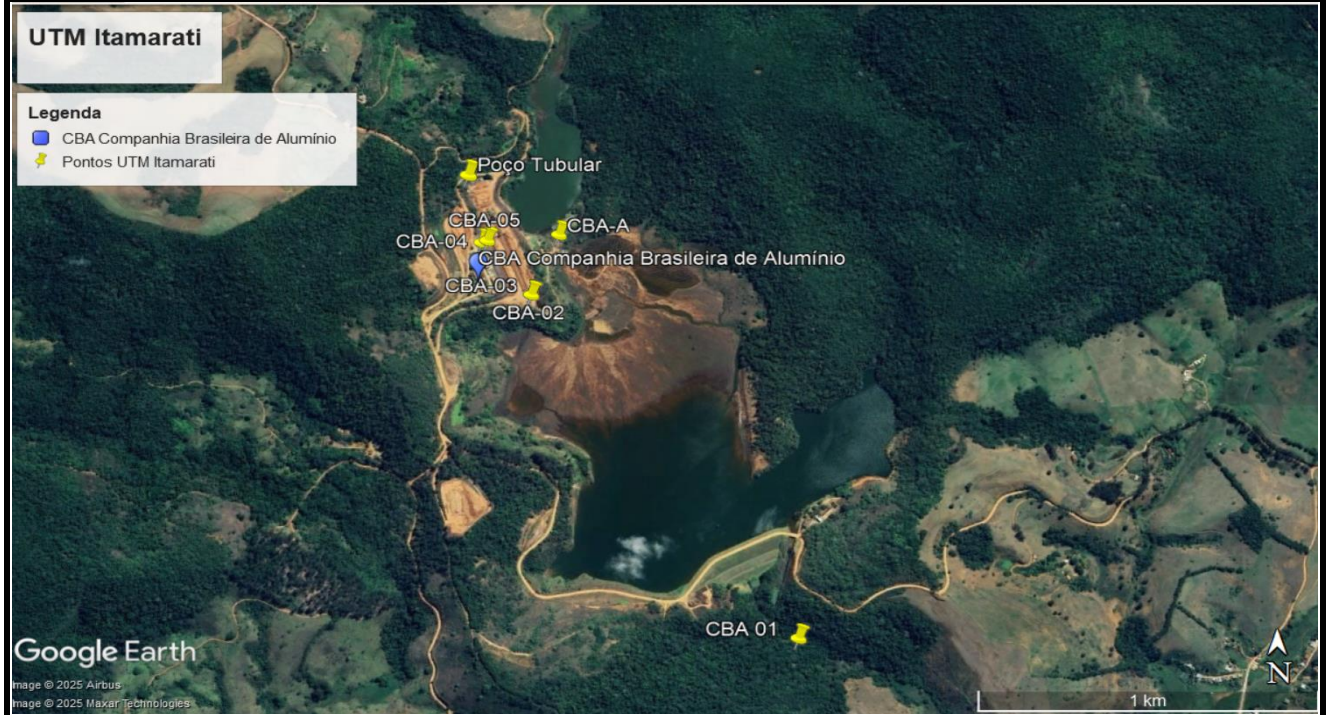 UTM Itamarati
Legenda
CBA Companhia Brasileira de Alumínio
Pontos UTM Itamarati
Poço Tubular
CBA-05
CBA-A
CBA-04
CBA Companhia Brasileira de Alumínio
CBA-03
CBA-02
CBA 01
Google Earth
Image © 2025 Airbus
Image © 2025 Maxar Technologies
N
1 km